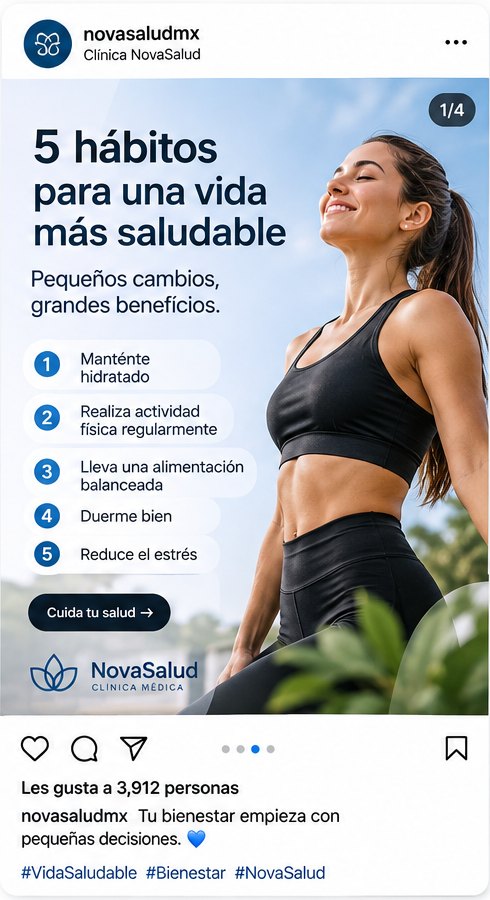 novasaludmx
Clínica NovaSalud
1/4
5 hábitos
para una vida
más saludable
Pequeños cambios,
grandes benefícios.
1 Manténte
hidratado
2 Realiza actividad
física regularmente
3 Lleva una alimentación
balanceada
4 Duerme bien
5 Reduce el estrés
Cuida tu salud →
NovaSalud
CLÍNICA MÉDICA
Les gusta a 3,912 personas
novasaludmx Tu bienestar empieza con
pequeñas decisiones. 💙
#VidaSaludable #Bienestar #NovaSalud